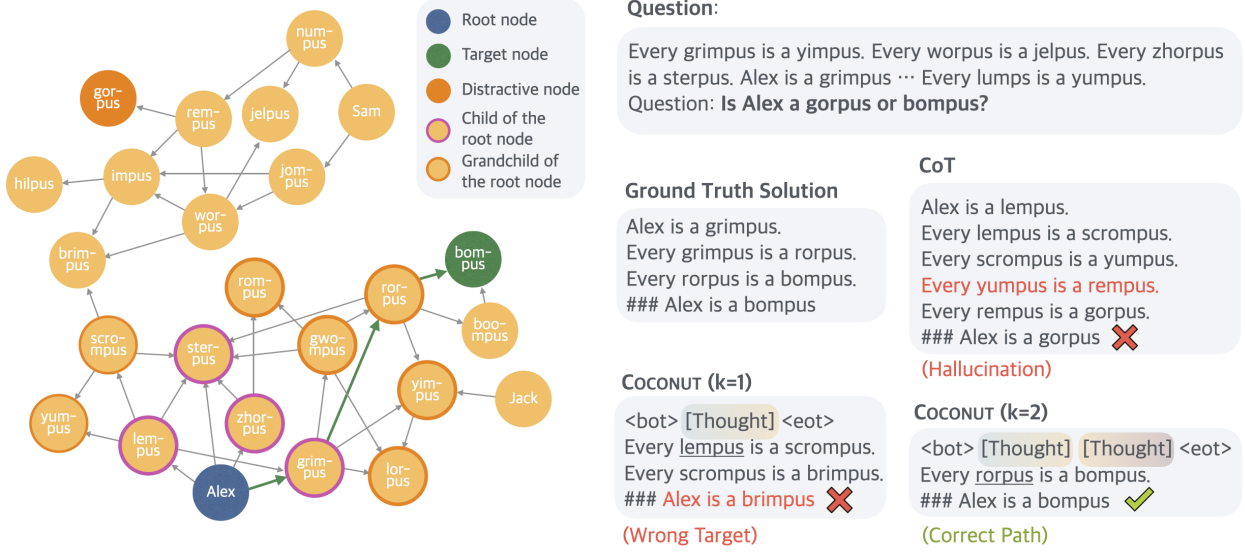 num-
pus
gor-
pus
rem-
pus
jelpus
Sam
hilpus
impus
jom-
pus
wor-
pus
brim-
pus
bom-
pus
rom-
pus
ror-
pus
boo-
mpus
scro-
mpus
ster-
pus
gwo-
mpus
yim-
pus
Jack
yum-
pus
lem-
pus
zhor-
pus
grim-
pus
lor-
pus
Alex
Root node
Target node
Distractive node
Child of the
root node
Grandchild of
the root node
Question:
Every grimpus is a yimpus. Every worpus is a jelpus. Every zhorpus
is a sterpus. Alex is a grimpus ··· Every lumps is a yumpus.
Question: Is Alex a gorpus or bompus?
Ground Truth Solution
Alex is a grimpus.
Every grimpus is a rorpus.
Every rorpus is a bompus.
### Alex is a bompus
CoT
Alex is a lempus.
Every lempus is a scrompus.
Every scrompus is a yumpus.
Every yumpus is a rempus.
Every rempus is a gorpus.
### Alex is a gorpus
(Hallucination)
COCONUT (k=1)
<bot> [Thought] <eot>
Every lempus is a scrompus.
Every scrompus is a brimpus.
### Alex is a brimpus
(Wrong Target)
COCONUT (k=2)
<bot> [Thought] [Thought] <eot>
Every rorpus is a bompus.
### Alex is a bompus
(Correct Path)